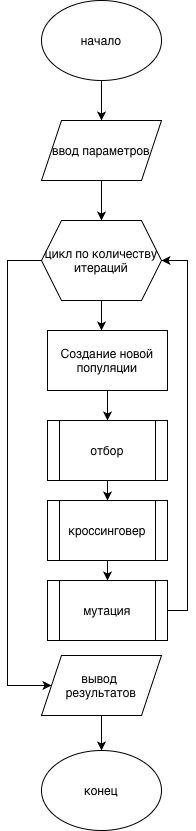 начало
ввод параметров
цикл по количеству
итераций
Создание новой
популяции
отбор
кроссинговер
мутация
вывод
результатов
конец